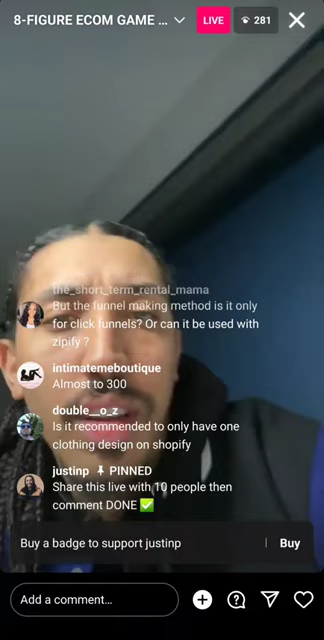 8-FIGURE ECOM GAME ...
LIVE
281
the_short_term_rental_mama
But the funnel making method is it only
for click funnels? Or can it be used with
zipify ?
intimatemeboutique
Almost to 300
double__o_z
Is it recommended to only have one
clothing design on shopify
justinp PINNED
Share this live with 10 people then
comment DONE ✅
Buy a badge to support justinp
Buy
Add a comment...